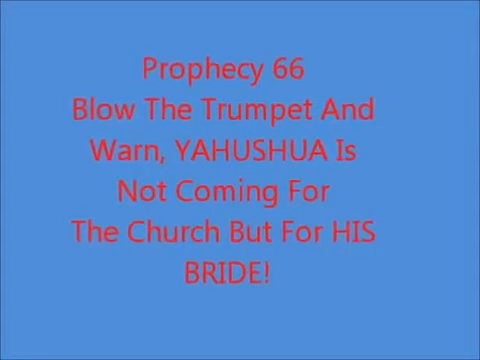 Prophecy 66
Blow The Trumpet And
Warn, YAHUSHUA Is
Not Coming For
The Church But For HIS
BRIDE!